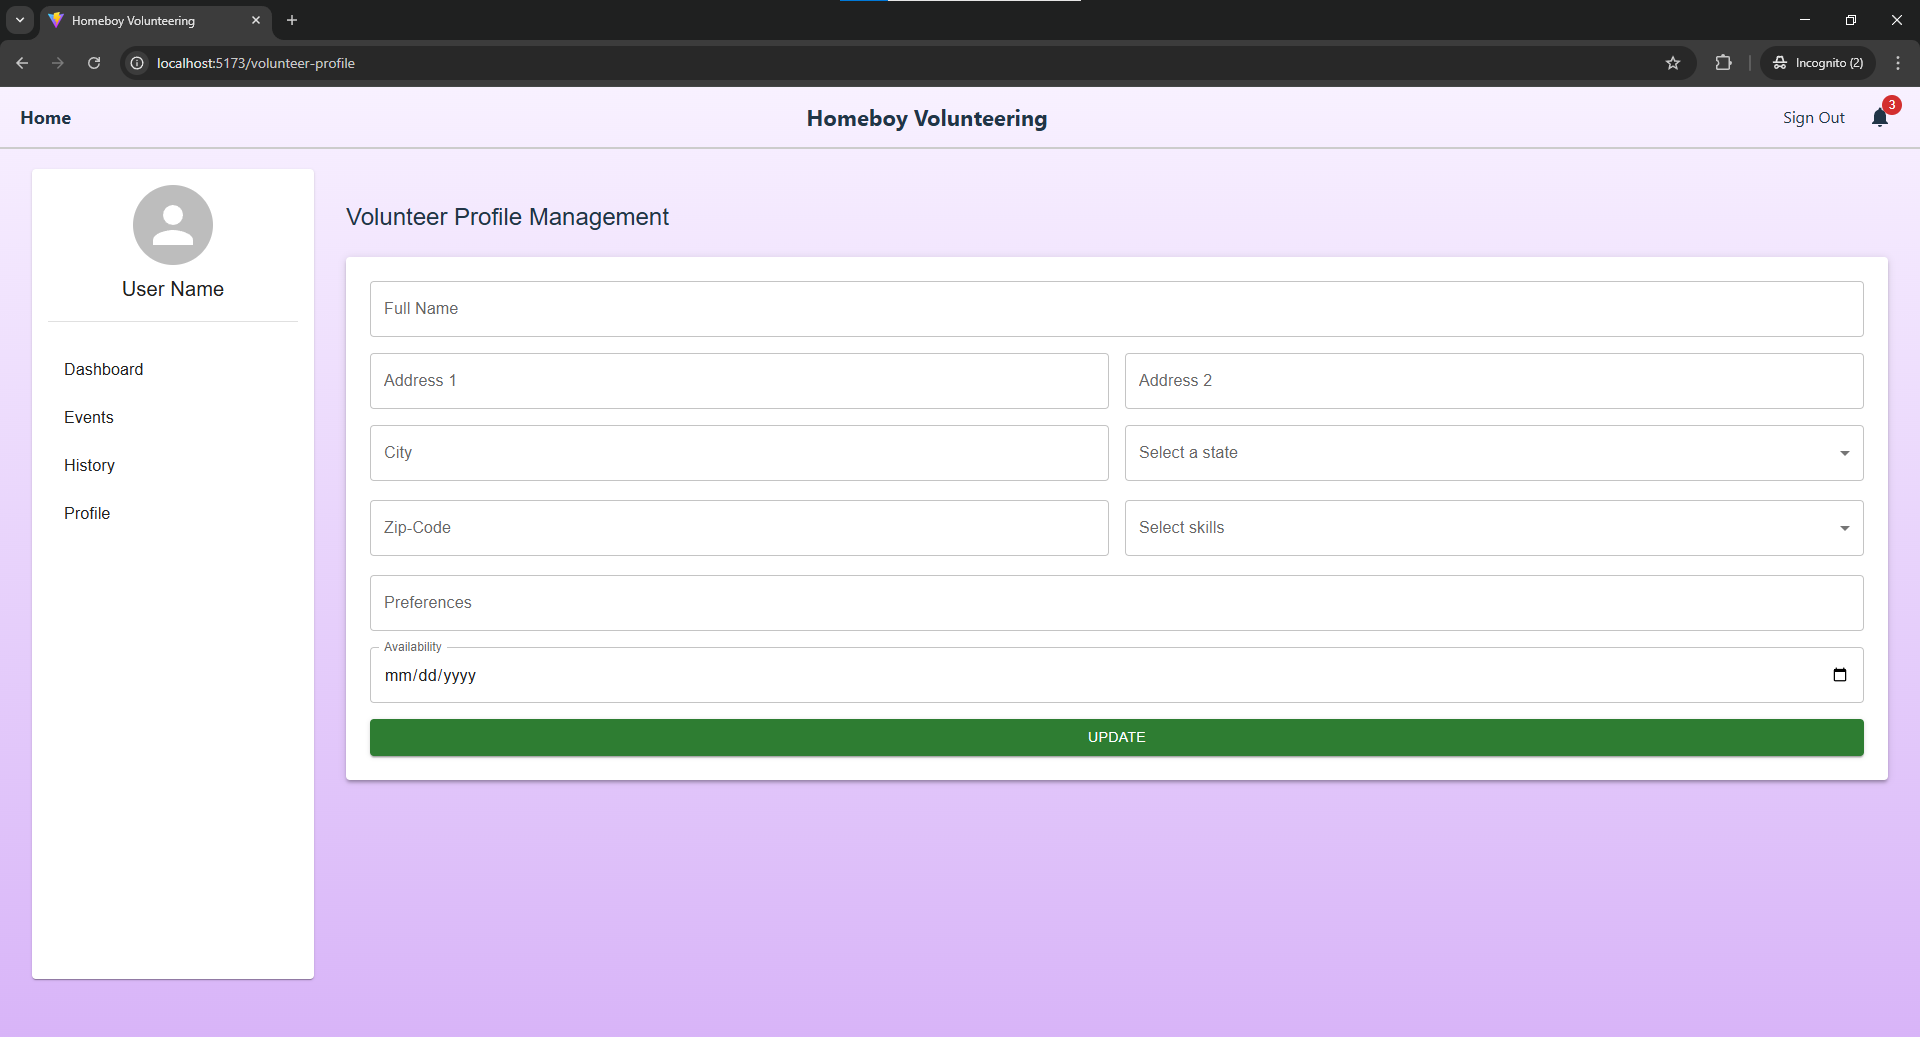 Homeboy Volunteering
localhost:5173/volunteer-profile
Incognito (2)
Home
Homeboy Volunteering
Sign Out
3
User Name
Dashboard
Events
History
Profile
Volunteer Profile Management
Full Name
Address 1
Address 2
City
Select a state
Zip-Code
Select skills
Preferences
Availability
mm/dd/yyyy
UPDATE